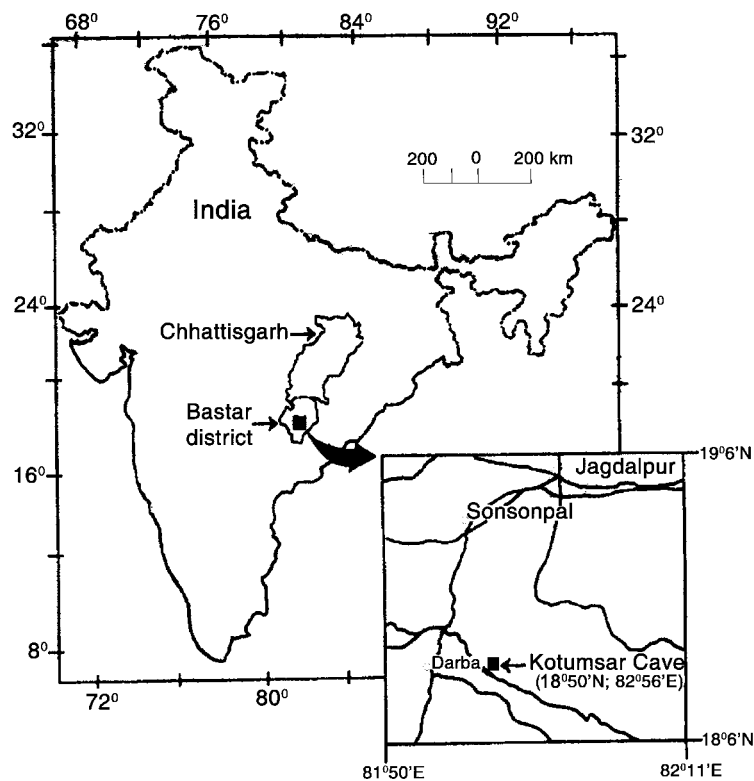 68⁰ 76⁰ 84⁰ 92⁰
32⁰ 32⁰
200 0 200 km
India
24⁰ 24⁰
Chhattisgarh
Bastar
district
19⁰6'N
Jagdalpur
16⁰
Sonsonpal
8⁰
Darba Kotumsar Cave
(18⁰50'N; 82⁰56'E)
72⁰ 80⁰
18⁰6'N
81⁰50'E 82⁰11'E